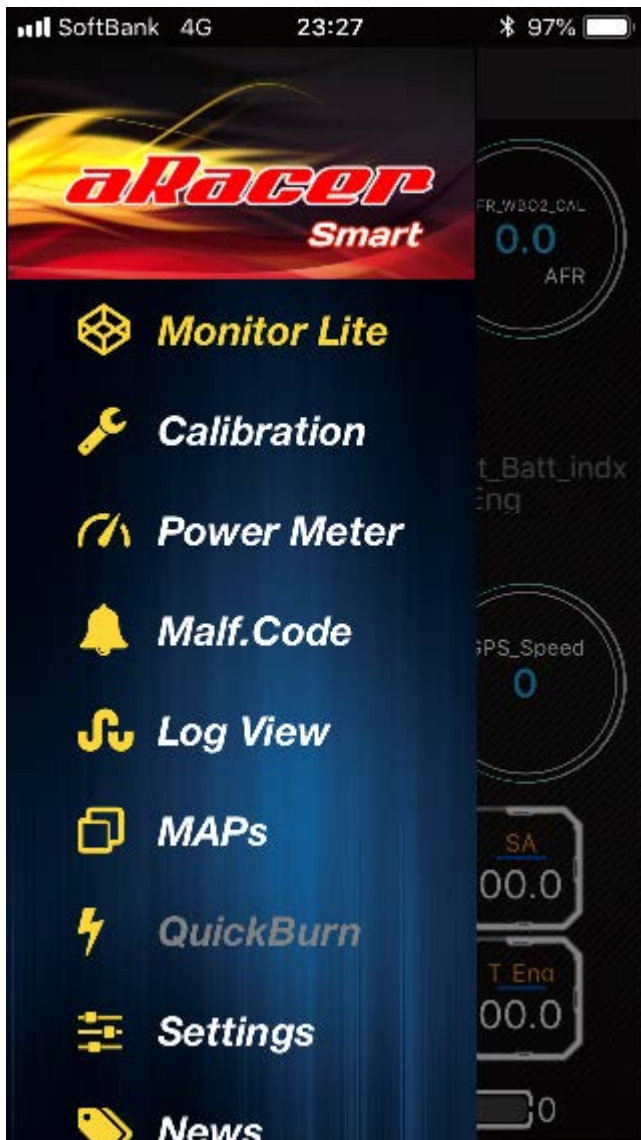 SoftBank 4G 23:27 97%
aRacer
Smart
Monitor Lite
Calibration
Power Meter
Malf.Code
Log View
MAPs
QuickBurn
Settings
News
FR_WBO2_CAL
0.0
AFR
t_Batt_indx
Eng
GPS_Speed
0
SA
00.0
T_Eng
00.0
0